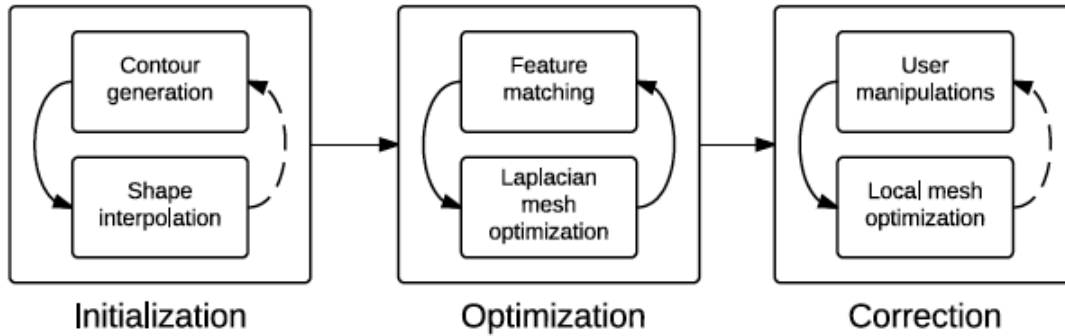 Contour
generation
Shape
interpolation
Initialization
Feature
matching
Laplacian
mesh
optimization
Optimization
User
manipulations
Local mesh
optimization
Correction